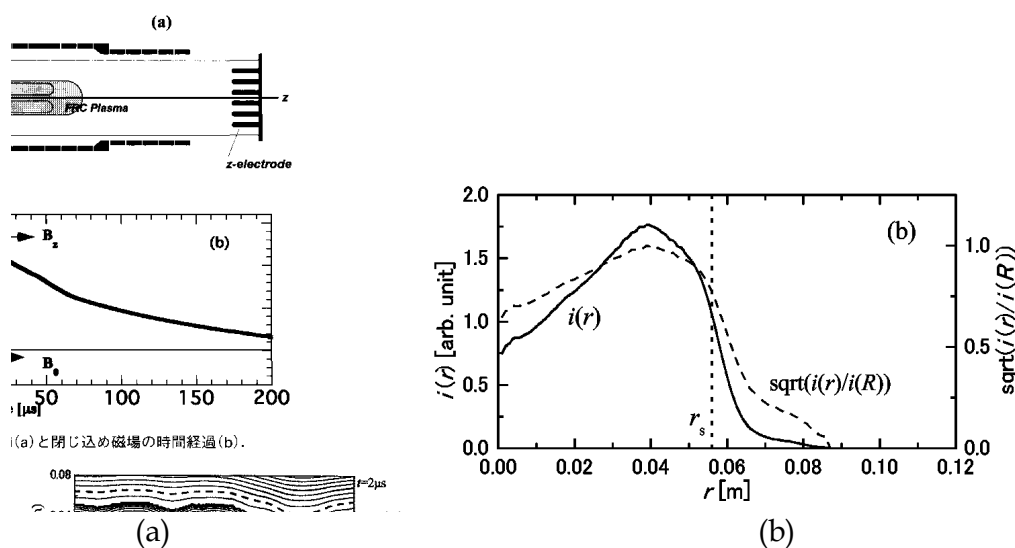 (a)
FRC Plasma
z
z-electrode
(b)
B_z
B_θ
50
100
150
200
[μs]
i(a)と閉じ込め磁場の時間経過(b).
0.08
t=2μs
(a)
2.0
1.5
1.0
0.5
0.0
i(r) [arb. unit]
(b)
i(r)
sqrt(i(r)/i(R))
r_s
1.0
0.5
0.0
sqrt(i(r)/i(R))
0.00
0.02
0.04
0.06
0.08
0.10
0.12
r [m]
(b)